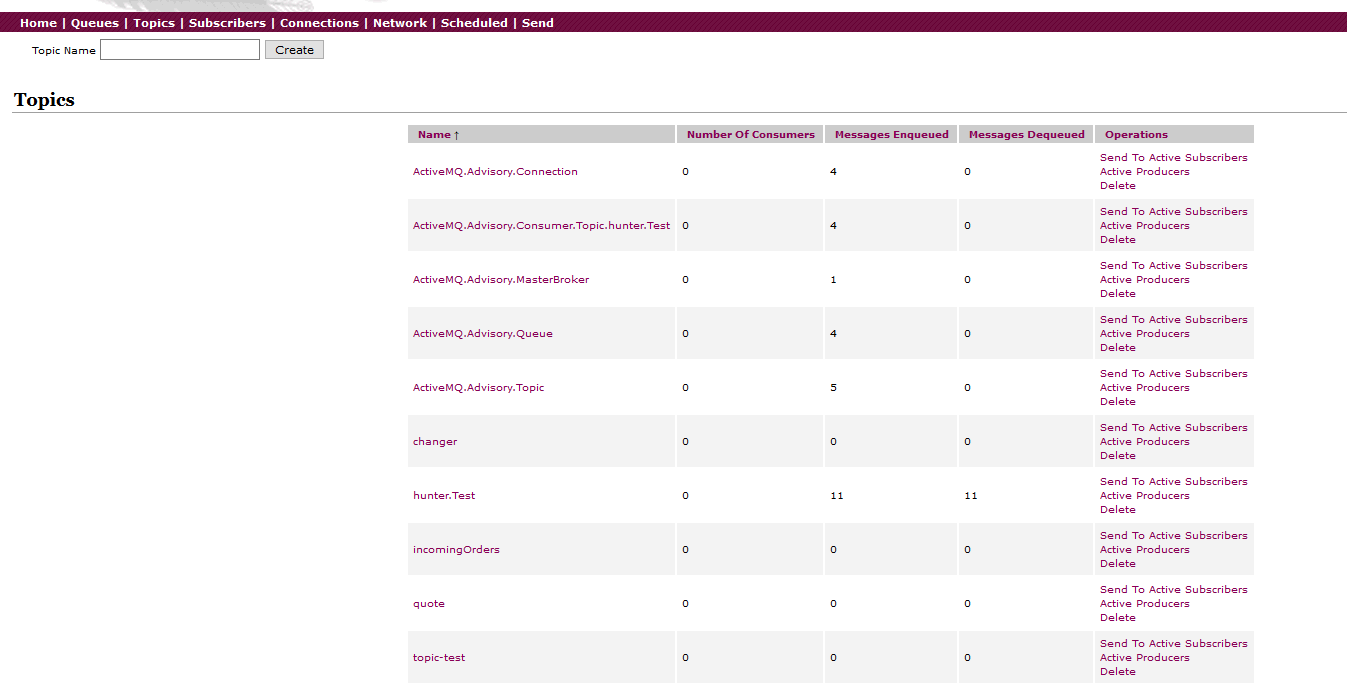 Home | Queues | Topics | Subscribers | Connections | Network | Scheduled | Send
Topic Name Create
Topics
Name ↑ Number Of Consumers Messages Enqueued Messages Dequeued Operations
Send To Active Subscribers
ActiveMQ.Advisory.Connection 0 4 0 Active Producers
Delete
Send To Active Subscribers
ActiveMQ.Advisory.Consumer.Topic.hunter.Test 0 4 0 Active Producers
Delete
Send To Active Subscribers
ActiveMQ.Advisory.MasterBroker 0 1 0 Active Producers
Delete
Send To Active Subscribers
ActiveMQ.Advisory.Queue 0 4 0 Active Producers
Delete
Send To Active Subscribers
ActiveMQ.Advisory.Topic 0 5 0 Active Producers
Delete
Send To Active Subscribers
changer 0 0 0 Active Producers
Delete
Send To Active Subscribers
hunter.Test 0 11 11 Active Producers
Delete
Send To Active Subscribers
incomingOrders 0 0 0 Active Producers
Delete
Send To Active Subscribers
quote 0 0 0 Active Producers
Delete
Send To Active Subscribers
topic-test 0 0 0 Active Producers
Delete